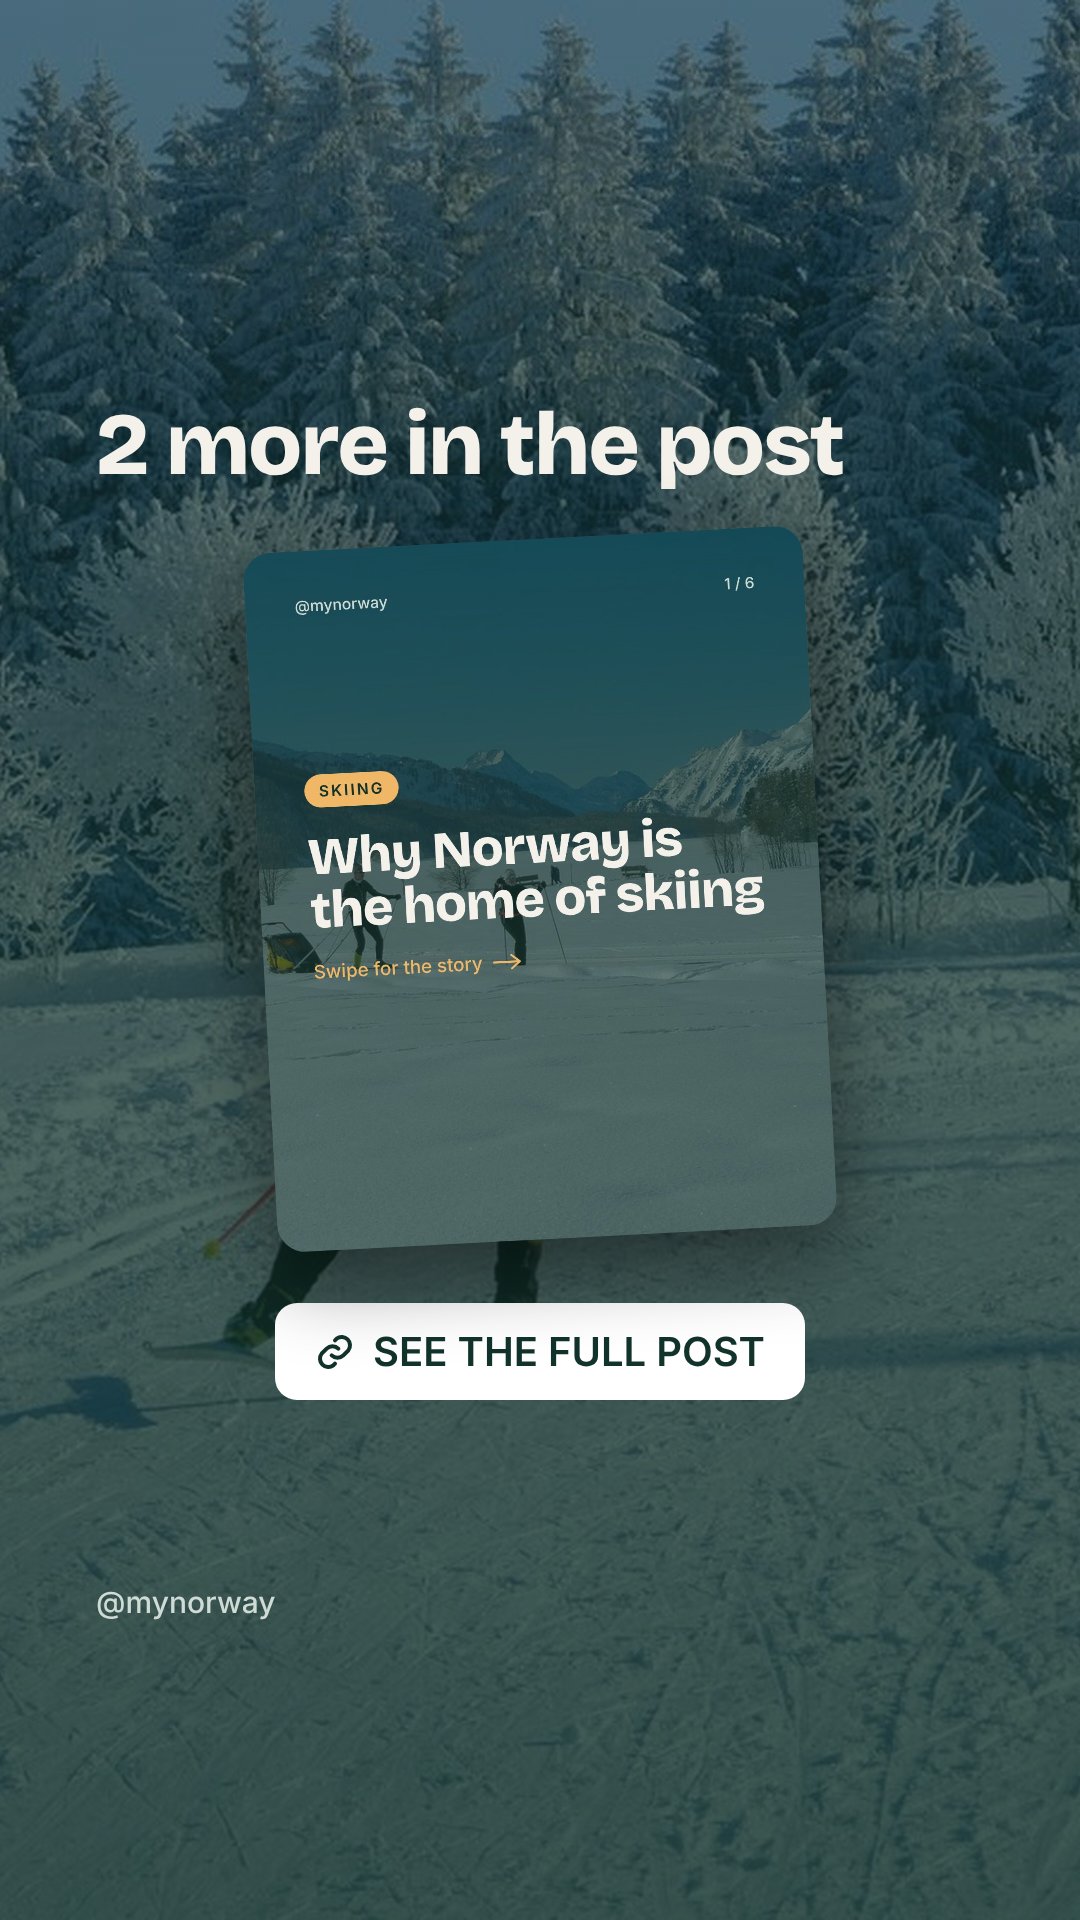 2 more in the post
@mynorway
1 / 6
SKIING
Why Norway is
the home of skiing
Swipe for the story
SEE THE FULL POST
@mynorway